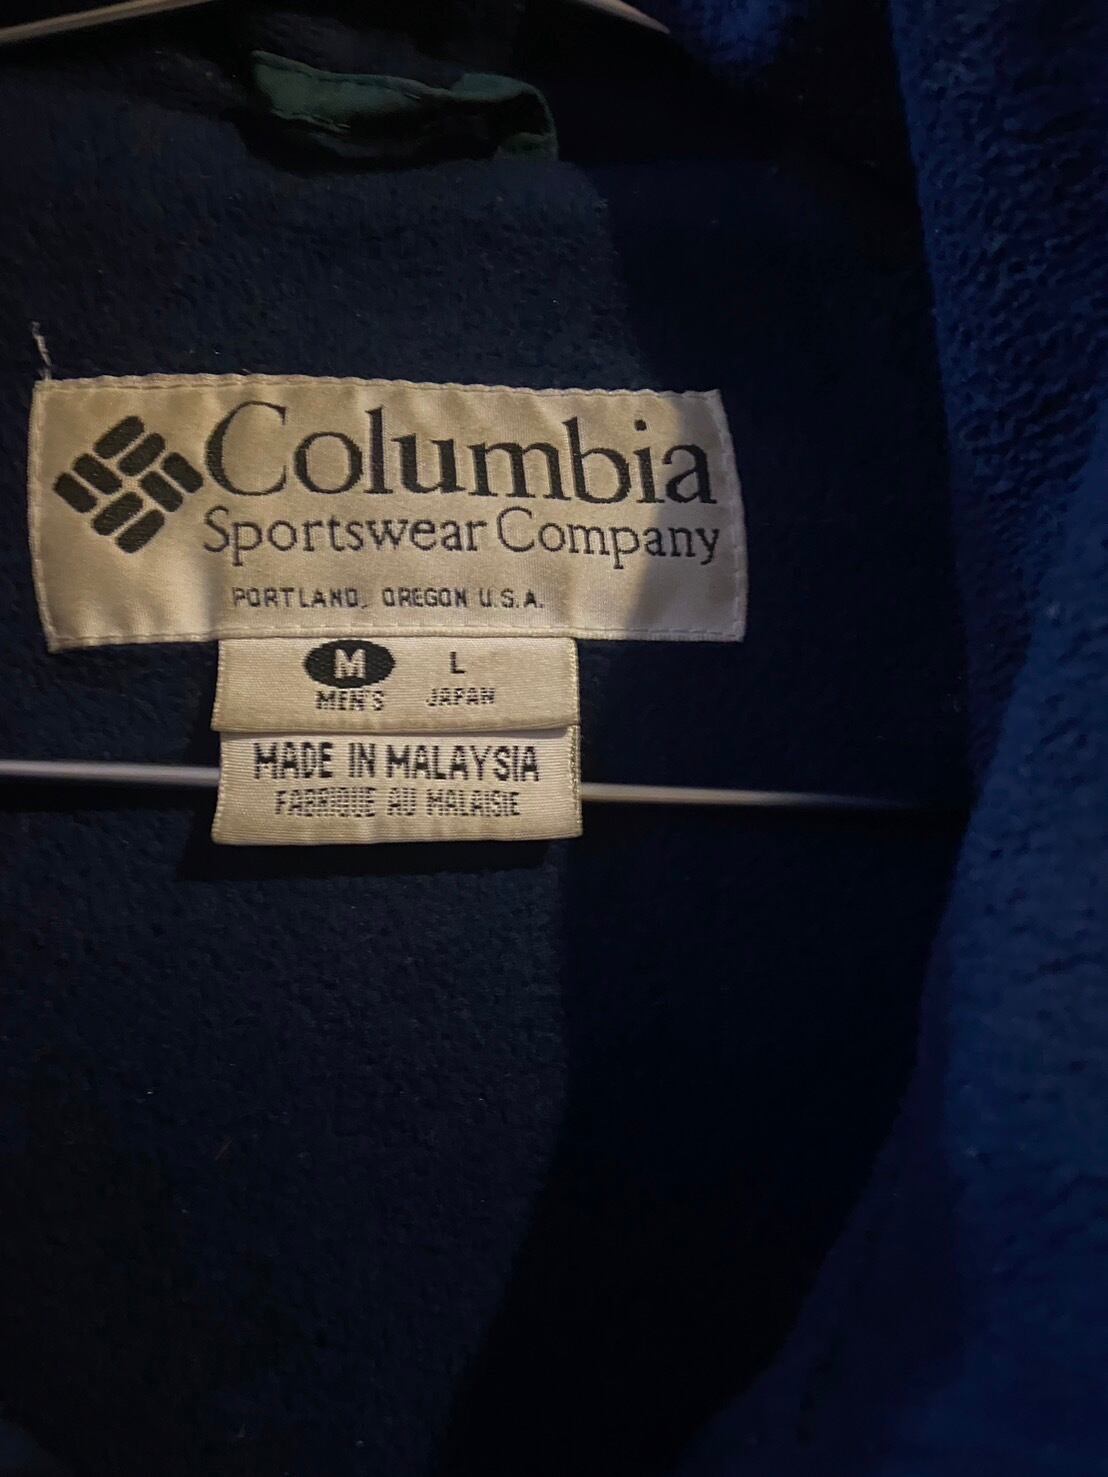 Columbia
Sportswear Company
PORTLAND, OREGON U.S.A.
M L
MEN'S JAPAN
MADE IN MALAYSIA
FABRIQUE AU MALAISIE